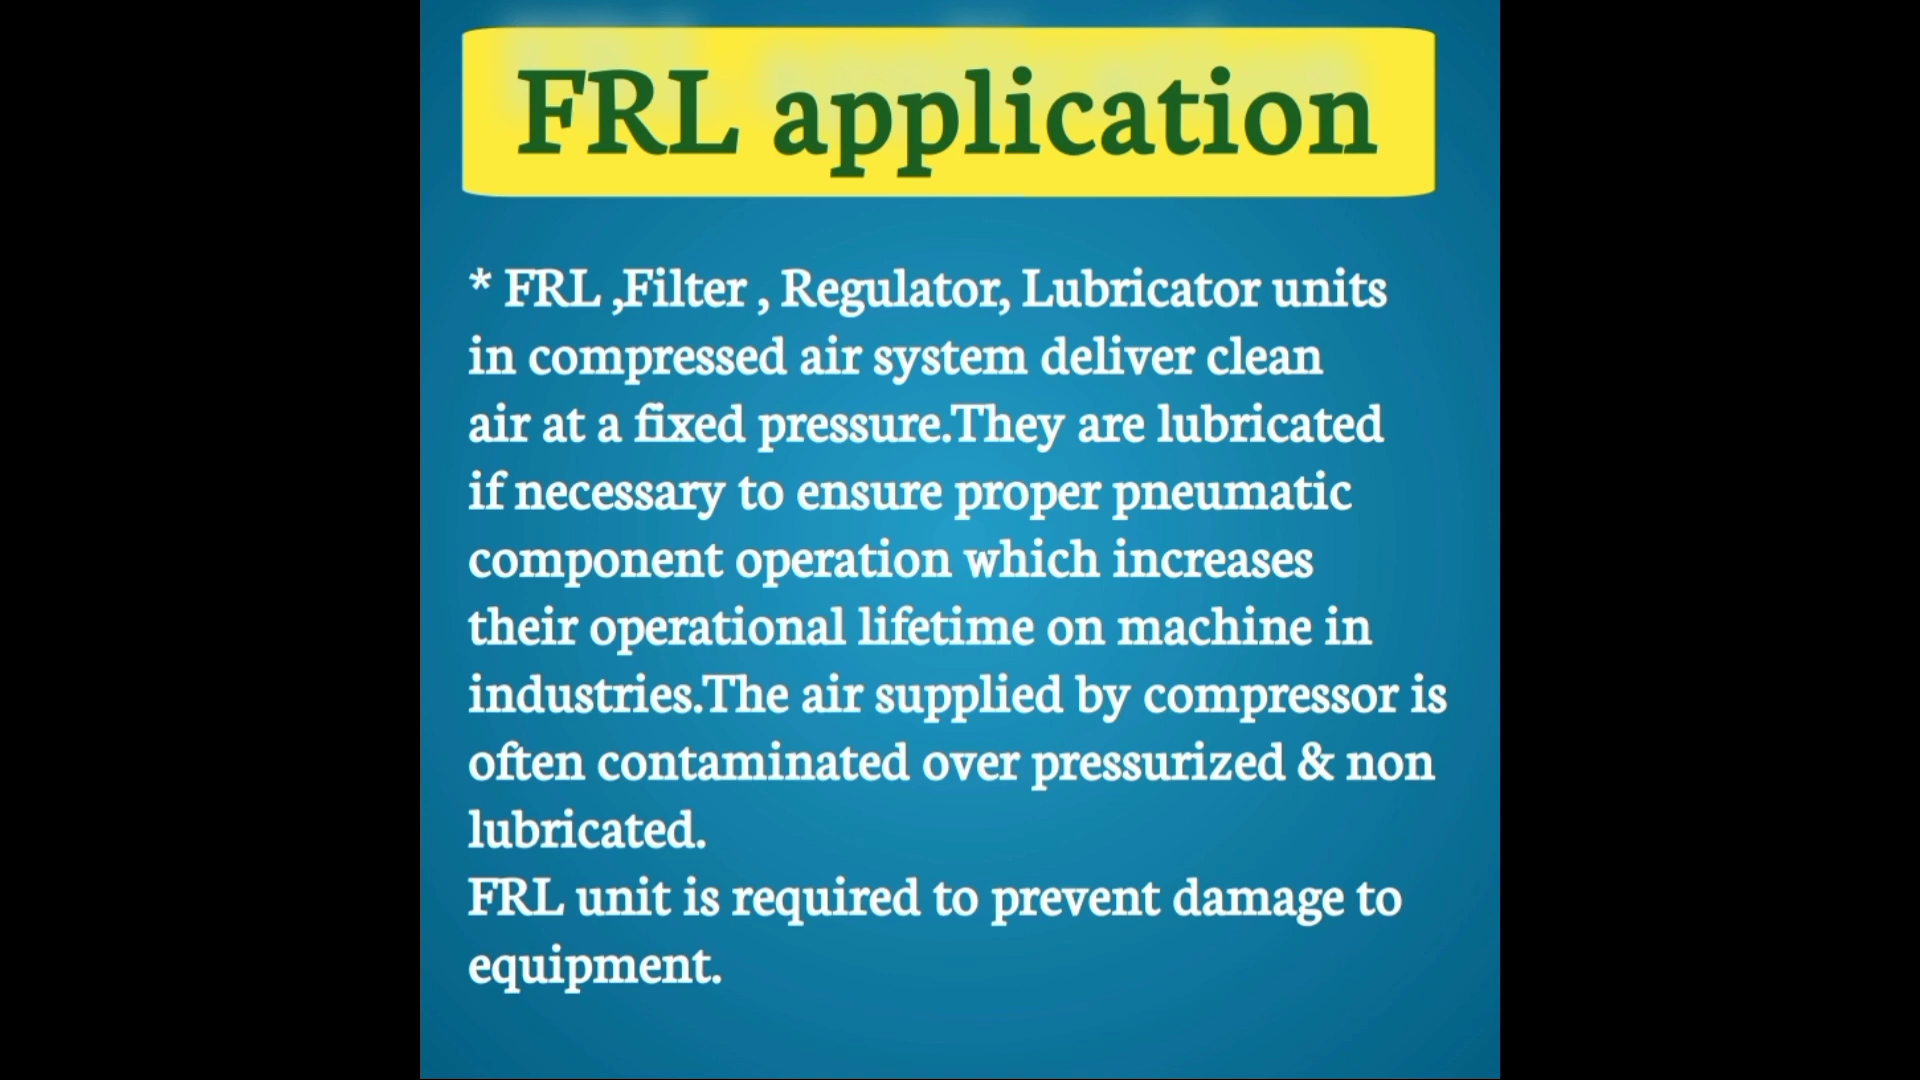 FRL application
* FRL ,Filter , Regulator, Lubricator units
in compressed air system deliver clean
air at a fixed pressure.They are lubricated
if necessary to ensure proper pneumatic
component operation which increases
their operational lifetime on machine in
industries.The air supplied by compressor is
often contaminated over pressurized & non
lubricated.
FRL unit is required to prevent damage to
equipment.